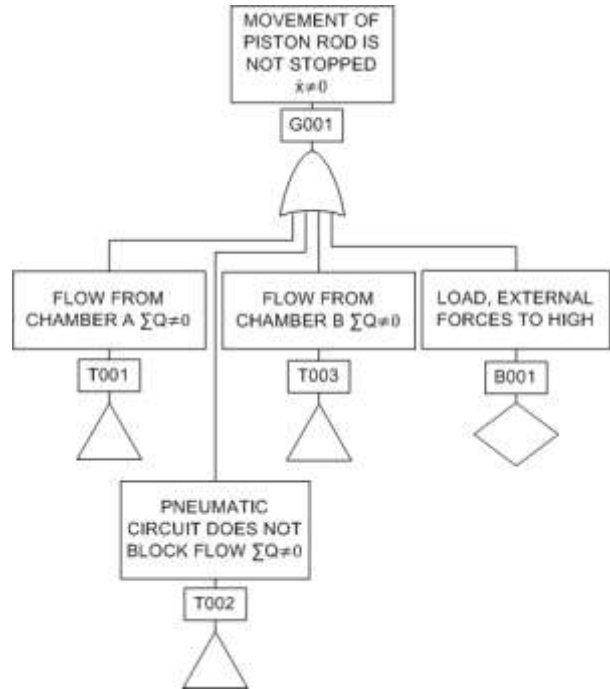 MOVEMENT OF
PISTON ROD IS
NOT STOPPED
ẋ≠0
G001
FLOW FROM
CHAMBER A ∑Q≠0
FLOW FROM
CHAMBER B ∑Q≠0
LOAD, EXTERNAL
FORCES TO HIGH
T001
T003
B001
PNEUMATIC
CIRCUIT DOES NOT
BLOCK FLOW ∑Q≠0
T002